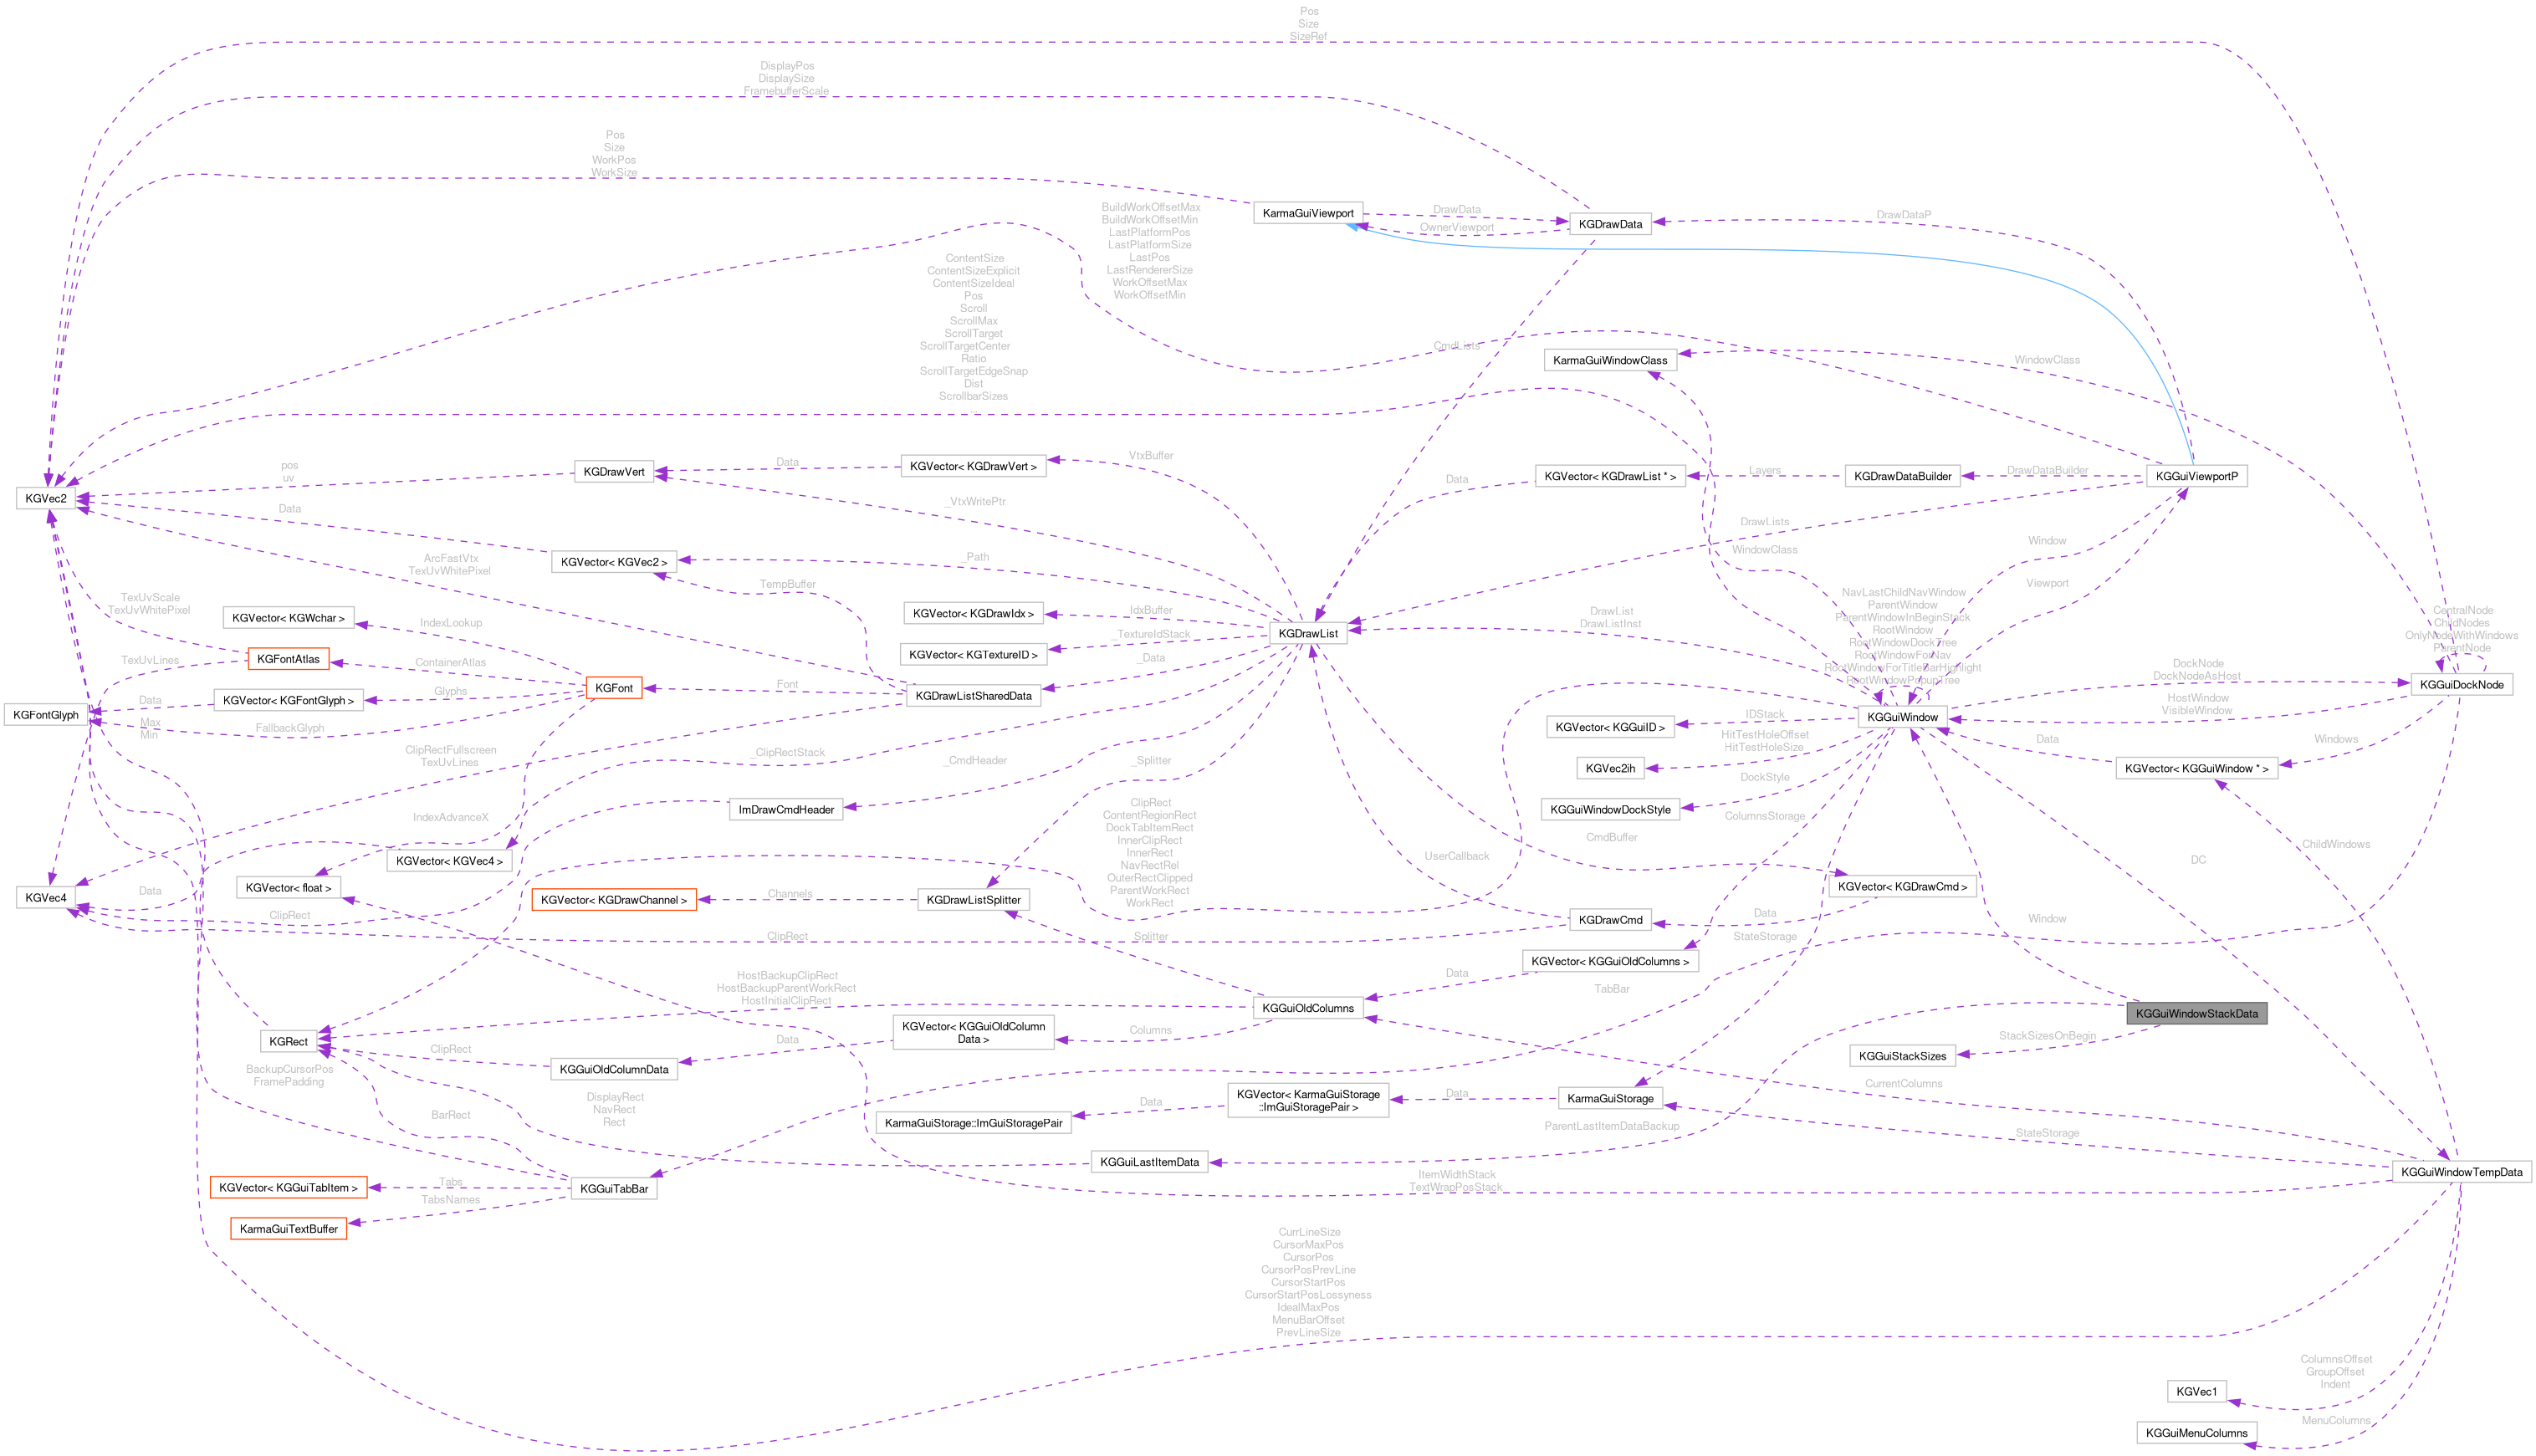 Pos
Size
SizeRef
DisplayPos
DisplaySize
FramebufferScale
Pos
Size
WorkPos
WorkSize
BuildWorkOffsetMax
BuildWorkOffsetMin
LastPlatformPos
LastPlatformSize
LastPos
LastRendererSize
WorkOffsetMax
WorkOffsetMin
KarmaGuiViewport
DrawData
OwnerViewport
KGDrawData
DrawDataP
ContentSize
ContentSizeExplicit
ContentSizeIdeal
Pos
Scroll
ScrollMax
ScrollTarget
ScrollTargetCenter
Ratio
ScrollTargetEdgeSnap
Dist
ScrollbarSizes
...
CmdLists
KarmaGuiWindowClass
WindowClass
KGVec2
pos
uv
KGDrawVert
Data
KGVector< KGDrawVert >
VtxBuffer
Data
KGVector< KGDrawList * >
Layers
KGDrawDataBuilder
DrawDataBuilder
KGGuiViewportP
_VtxWritePtr
DrawLists
Data
ArcFastVtx
TexUvWhitePixel
KGVector< KGVec2 >
_Path
WindowClass
Window
TempBuffer
Viewport
TexUvScale
TexUvWhitePixel
KGVector< KGWchar >
IndexLookup
KGVector< KGDrawIdx >
IdxBuffer
KGDrawList
DrawList
DrawListInst
NavLastChildNavWindow
ParentWindow
ParentWindowInBeginStack
RootWindow
RootWindowDockTree
RootWindowForNav
RootWindowForTitleBarHighlight
RootWindowPopupTree
CentralNode
ChildNodes
OnlyNodeWithWindows
ParentNode
TexUvLines
KGFontAtlas
ContainerAtlas
KGVector< KGTextureID >
_TextureIdStack
_Data
DockNode
DockNodeAsHost
KGGuiDockNode
KGFont
Font
KGDrawListSharedData
KGFontGlyph
Data
KGVector< KGFontGlyph >
Glyphs
FallbackGlyph
Max
Min
KGGuiWindow
HostWindow
VisibleWindow
KGVector< KGGuiID >
IDStack
HitTestHoleOffset
HitTestHoleSize
KGVec2ih
Data
KGVector< KGGuiWindow * >
Windows
ClipRectFullscreen
TexUvLines
_ClipRectStack
_CmdHeader
_Splitter
DockStyle
KGGuiWindowDockStyle
ImDrawCmdHeader
IndexAdvanceX
ClipRect
ContentRegionRect
DockTabItemRect
InnerClipRect
InnerRect
NavRectRel
OuterRectClipped
ParentWorkRect
WorkRect
UserCallback
CmdBuffer
ColumnsStorage
DC
ChildWindows
KGVector< KGVec4 >
KGVector< float >
KGVec4
Data
ClipRect
KGVector< KGDrawChannel >
Channels
KGDrawListSplitter
KGDrawCmd
Data
KGVector< KGDrawCmd >
Window
ClipRect
Splitter
StateStorage
KGVector< KGGuiOldColumns >
Data
TabBar
HostBackupClipRect
HostBackupParentWorkRect
HostInitialClipRect
KGGuiOldColumns
KGGuiWindowStackData
StackSizesOnBegin
KGGuiStackSizes
KGRect
ClipRect
KGGuiOldColumnData
Data
KGVector< KGGuiOldColumn
Data >
Columns
BackupCursorPos
FramePadding
BarRect
DisplayRect
NavRect
Rect
KarmaGuiStorage::ImGuiStoragePair
Data
KGVector< KarmaGuiStorage
::ImGuiStoragePair >
Data
KarmaGuiStorage
CurrentColumns
ParentLastItemDataBackup
StateStorage
KGGuiLastItemData
KGGuiWindowTempData
KGVector< KGGuiTabItem >
Tabs
KGGuiTabBar
ItemWidthStack
TextWrapPosStack
KarmaGuiTextBuffer
TabsNames
CurrLineSize
CursorMaxPos
CursorPos
CursorPosPrevLine
CursorStartPos
CursorStartPosLossyness
IdealMaxPos
MenuBarOffset
PrevLineSize
KGVec1
ColumnsOffset
GroupOffset
Indent
KGGuiMenuColumns
MenuColumns